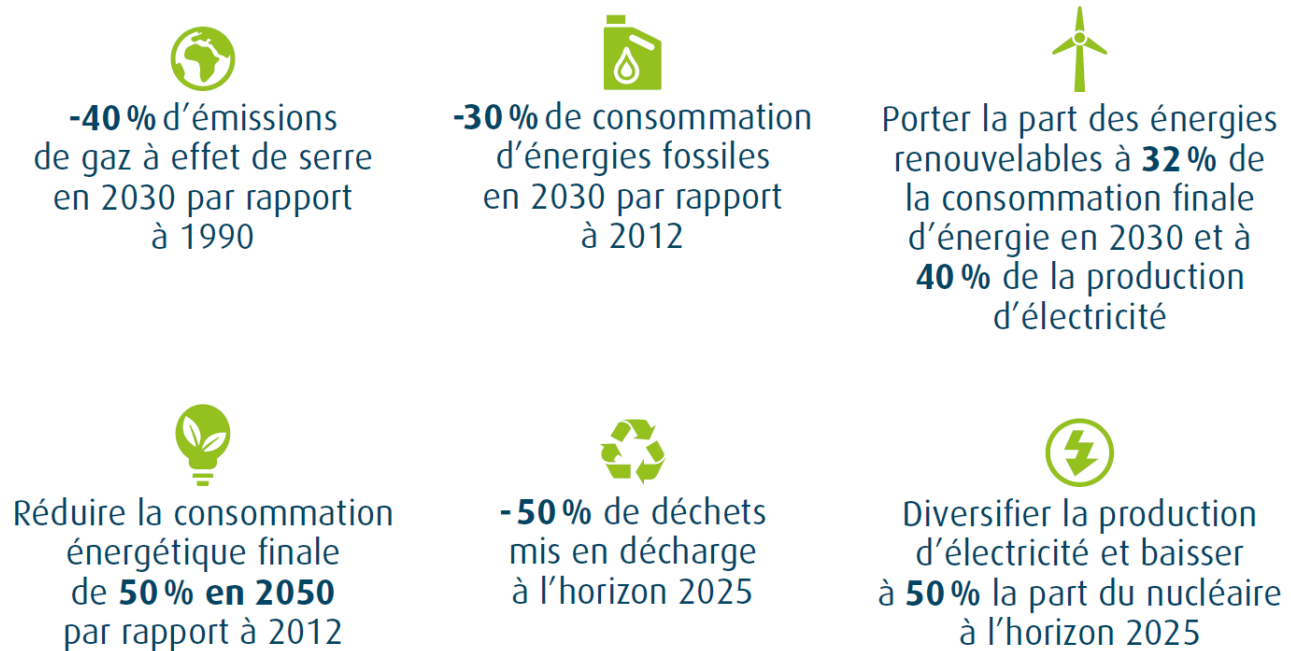 -40 % d'émissions
de gaz à effet de serre
en 2030 par rapport
à 1990
-30 % de consommation
d'énergies fossiles
en 2030 par rapport
à 2012
Porter la part des énergies
renouvelables à 32 % de
la consommation finale
d'énergie en 2030 et à
40 % de la production
d'électricité
Réduire la consommation
énergétique finale
de 50 % en 2050
par rapport à 2012
- 50 % de déchets
mis en décharge
à l'horizon 2025
Diversifier la production
d'électricité et baisser
à 50 % la part du nucléaire
à l'horizon 2025